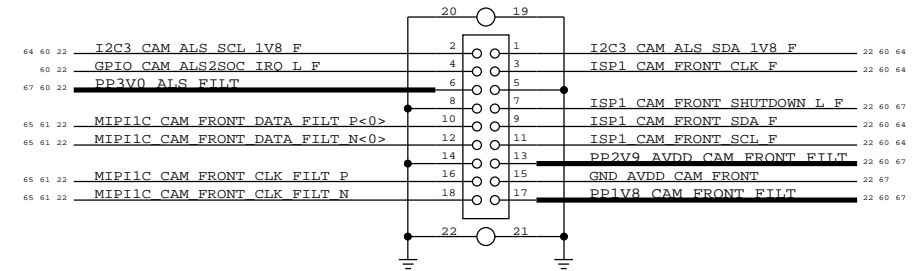 20 19
64 60 22 I2C3_CAM_ALS_SCL_1V8_F 2 1 I2C3_CAM_ALS_SDA_1V8_F 22 60 64
60 22 GPIO_CAM_ALS2SOC_IRQ_L_F 4 3 ISP1_CAM_FRONT_CLK_F 22 60 64
67 60 22 PP3V0_ALS_FILT 6 5
8 7 ISP1_CAM_FRONT_SHUTDOWN_L_F 22 60 67
65 61 22 MIPI1C_CAM_FRONT_DATA_FILT_P<0> 10 9 ISP1_CAM_FRONT_SDA_F 22 60 64
65 61 22 MIPI1C_CAM_FRONT_DATA_FILT_N<0> 12 11 ISP1_CAM_FRONT_SCL_F 22 60 64
14 13 PP2V9_AVDD_CAM_FRONT_FILT 22 60 67
65 61 22 MIPI1C_CAM_FRONT_CLK_FILT_P 16 15 GND_AVDD_CAM_FRONT 22 67
65 61 22 MIPI1C_CAM_FRONT_CLK_FILT_N 18 17 PP1V8_CAM_FRONT_FILT 22 60 67
22 21